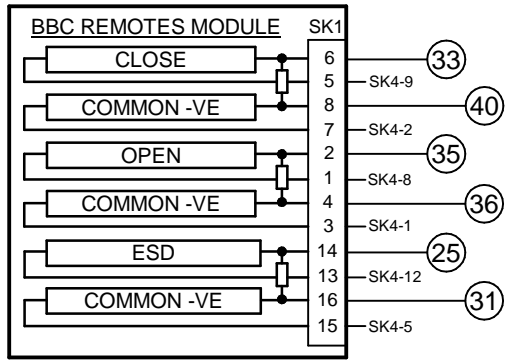 BBC REMOTES MODULE SK1
CLOSE 6 33
5 SK4-9
COMMON -VE 8 40
7 SK4-2
OPEN 2 35
1 SK4-8
COMMON -VE 4 36
3 SK4-1
ESD 14 25
13 SK4-12
COMMON -VE 16 31
15 SK4-5